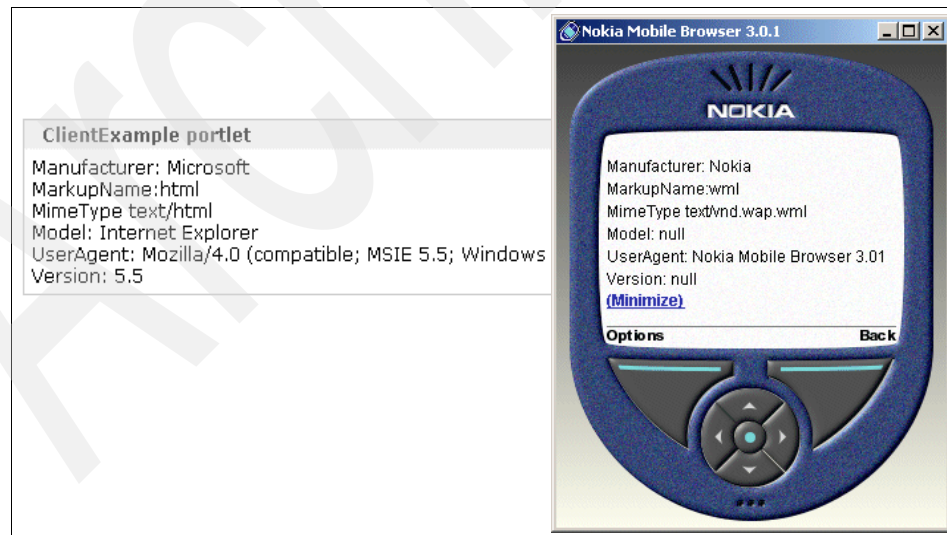 ClientExample portlet
Manufacturer: Microsoft
MarkupName:html
MimeType text/html
Model: Internet Explorer
UserAgent: Mozilla/4.0 (compatible; MSIE 5.5; Windows
Version: 5.5
Nokia Mobile Browser 3.0.1
NOKIA
Manufacturer: Nokia
MarkupName:wml
MimeType text/vnd.wap.wml
Model: null
UserAgent: Nokia Mobile Browser 3.01
Version: null
(Minimize)
Options Back